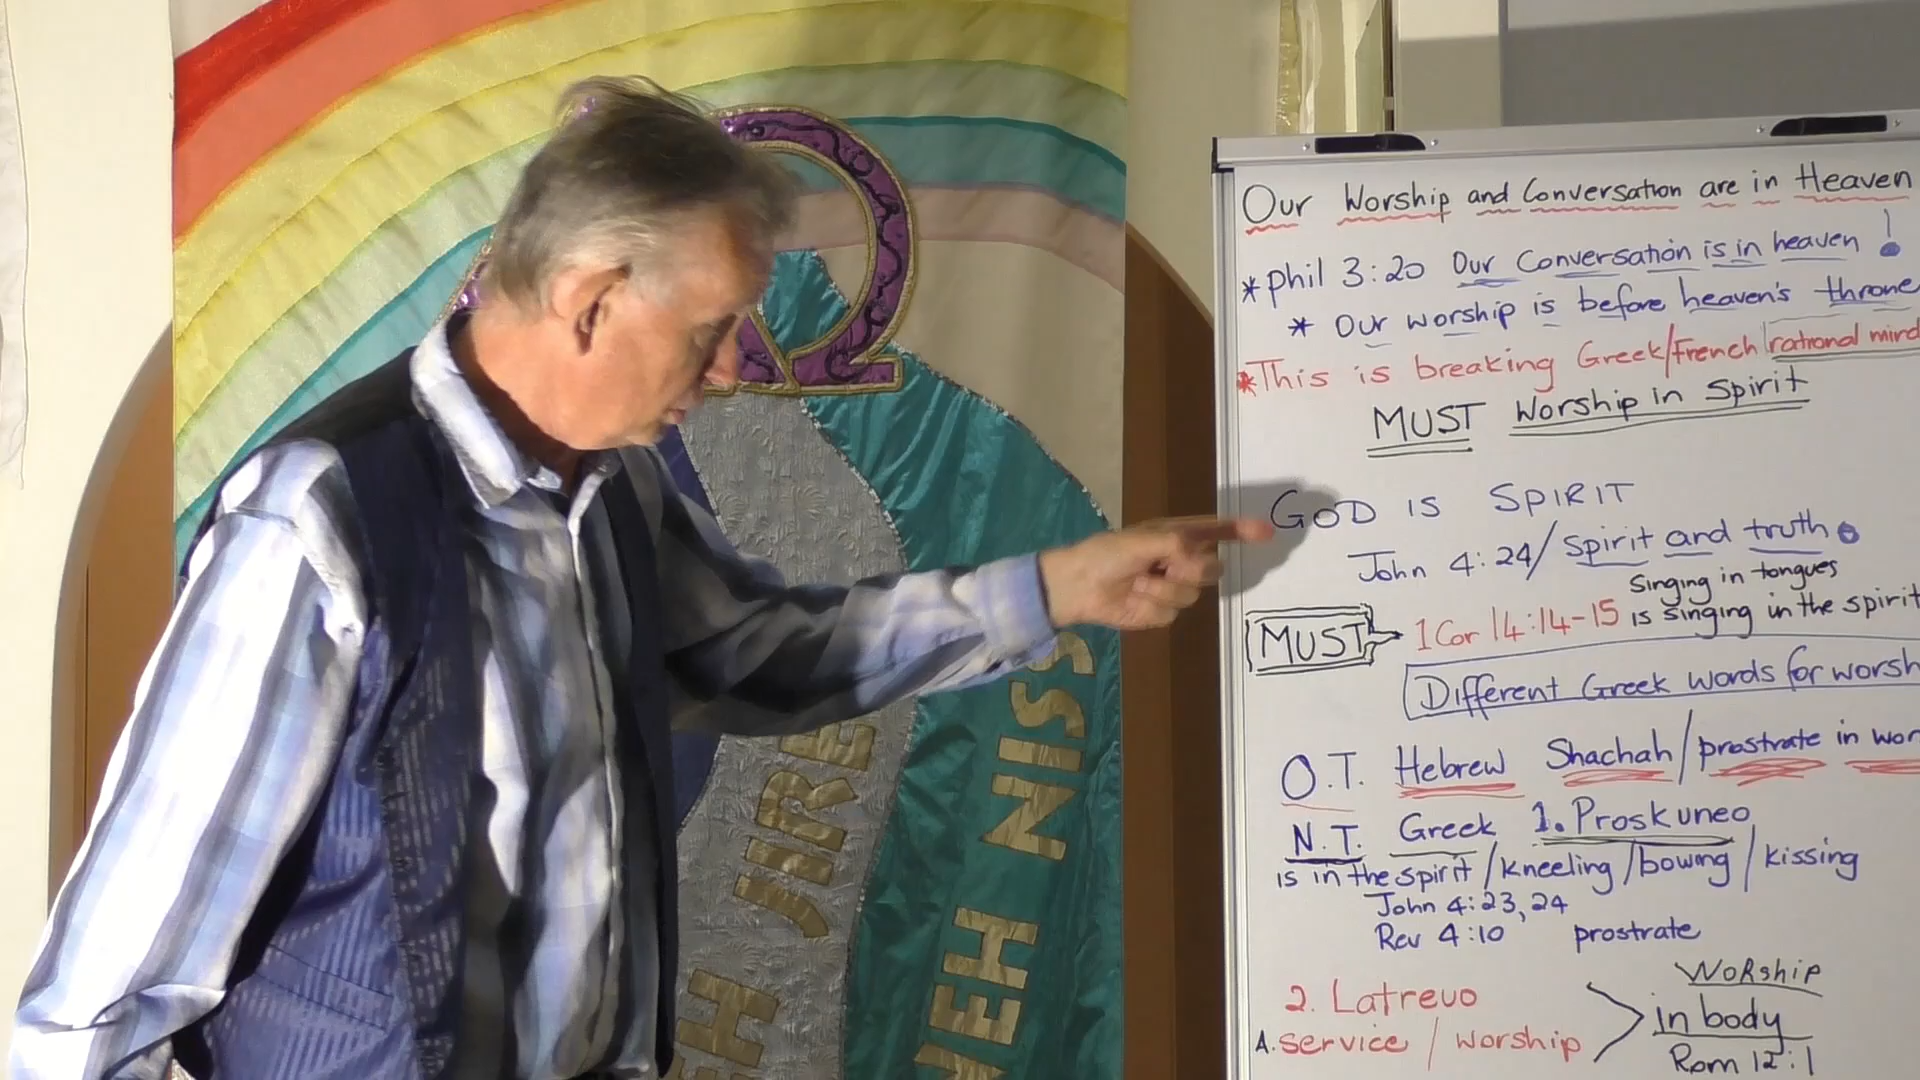 Our Worship and Conversation are in Heaven
* Phil 3:20 Our Conversation is in heaven !
* Our worship is before heaven's throne
* This is breaking Greek/French rational mind
MUST Worship in Spirit
GOD IS SPIRIT
John 4:24/ Spirit and truth.
Singing in tongues
MUST 1 Cor 14:14-15 is singing in the spirit
Different Greek words for worsh
O.T. Hebrew Shachah/prostrate in wor
N.T. Greek 1. Proskuneo
is in the spirit/kneeling/bowing/kissing
John 4:23,24
Rev 4:10 prostrate
2. Latreuo
A. service / worship
WORShip
in body
Rom 12:1
Ω
JIRE
EH
NISS
VEH